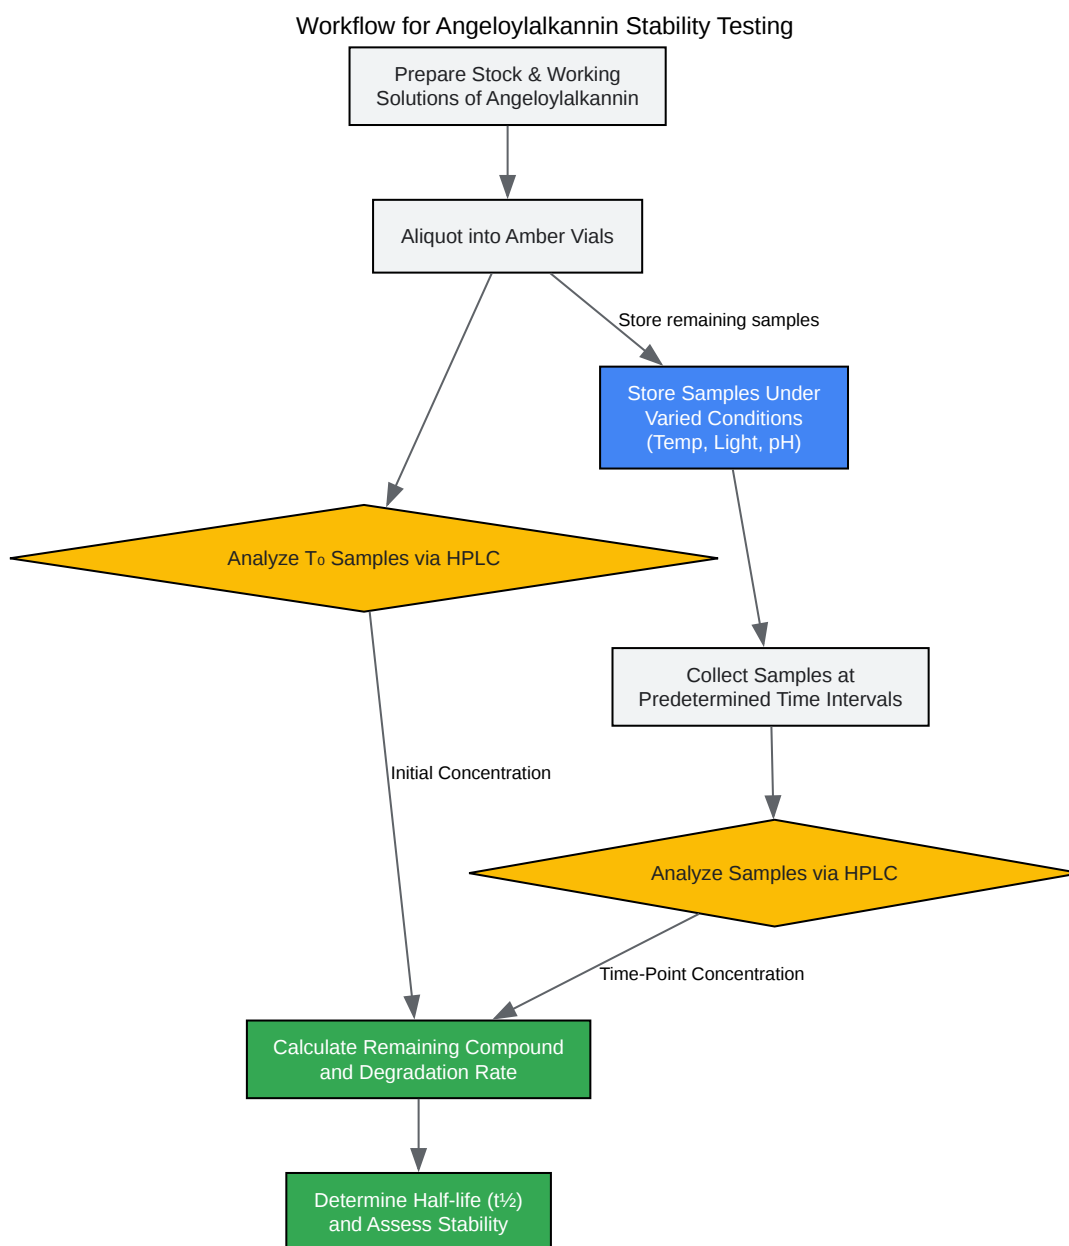 Workflow for Angeloylalkannin Stability Testing
Prepare Stock & Working
Solutions of Angeloylalkannin
Aliquot into Amber Vials
Store remaining samples
Store Samples Under
Varied Conditions
(Temp, Light, pH)
Analyze T₀ Samples via HPLC
Collect Samples at
Predetermined Time Intervals
Initial Concentration
Analyze Samples via HPLC
Time-Point Concentration
Calculate Remaining Compound
and Degradation Rate
Determine Half-life (t½)
and Assess Stability